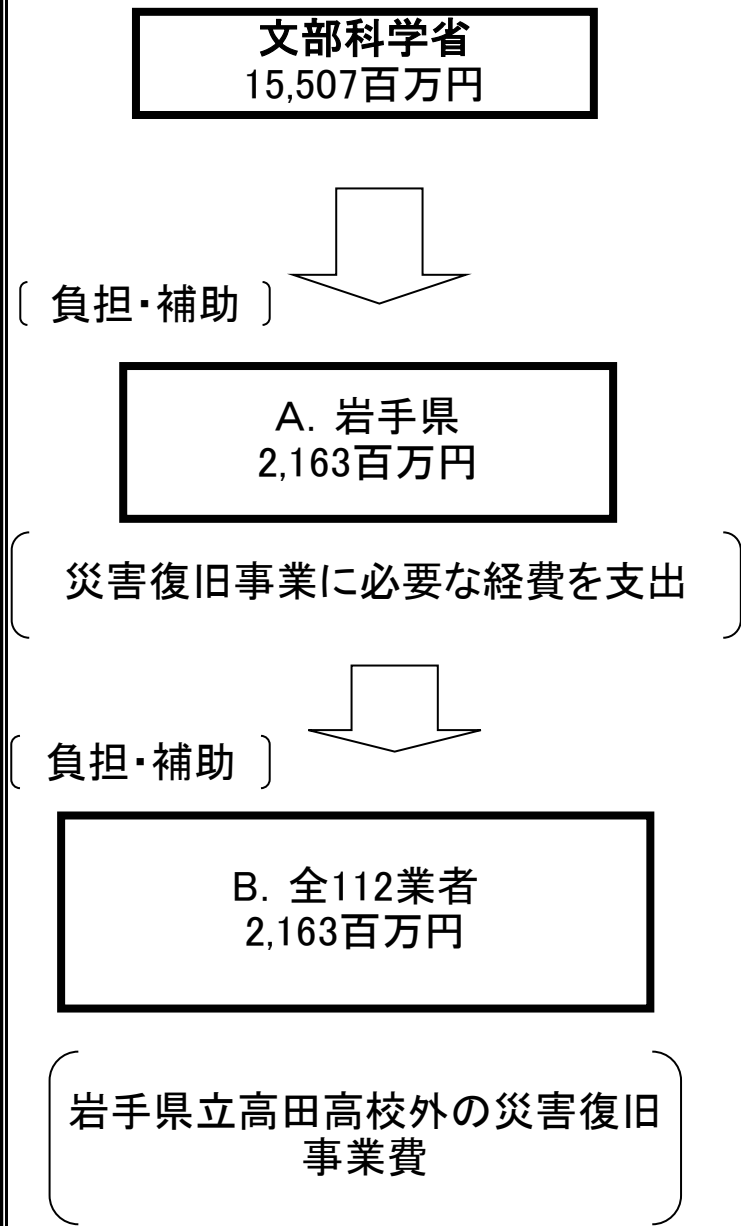 文部科学省
15,507百万円
〔 負担・補助 〕
A. 岩手県
2,163百万円
災害復旧事業に必要な経費を支出
〔 負担・補助 〕
B. 全112業者
2,163百万円
岩手県立高田高校外の災害復旧
事業費